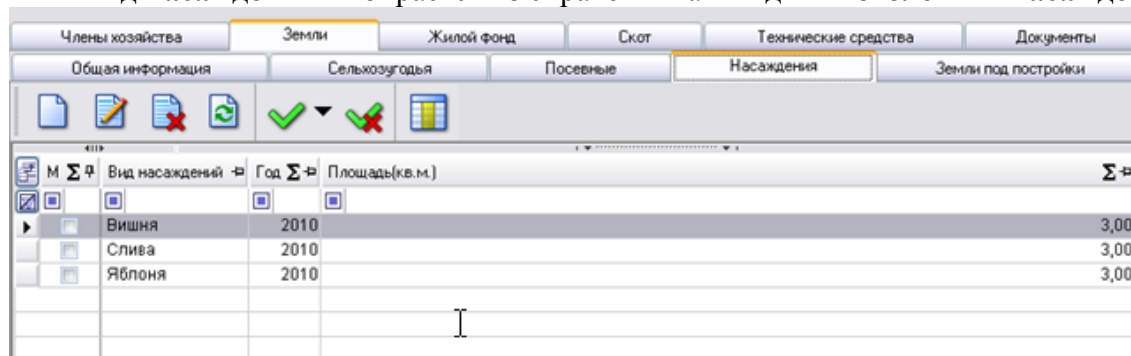 Члены хозяйства Земли Жилой фонд Скот Технические средства Документы
Общая информация Сельхозугодья Посевные Насаждения Земли под постройки
М Σ Вид насаждений Год Σ Площадь(кв.м.) Σ
Вишня 2010 3,00
Слива 2010 3,00
Яблоня 2010 3,00